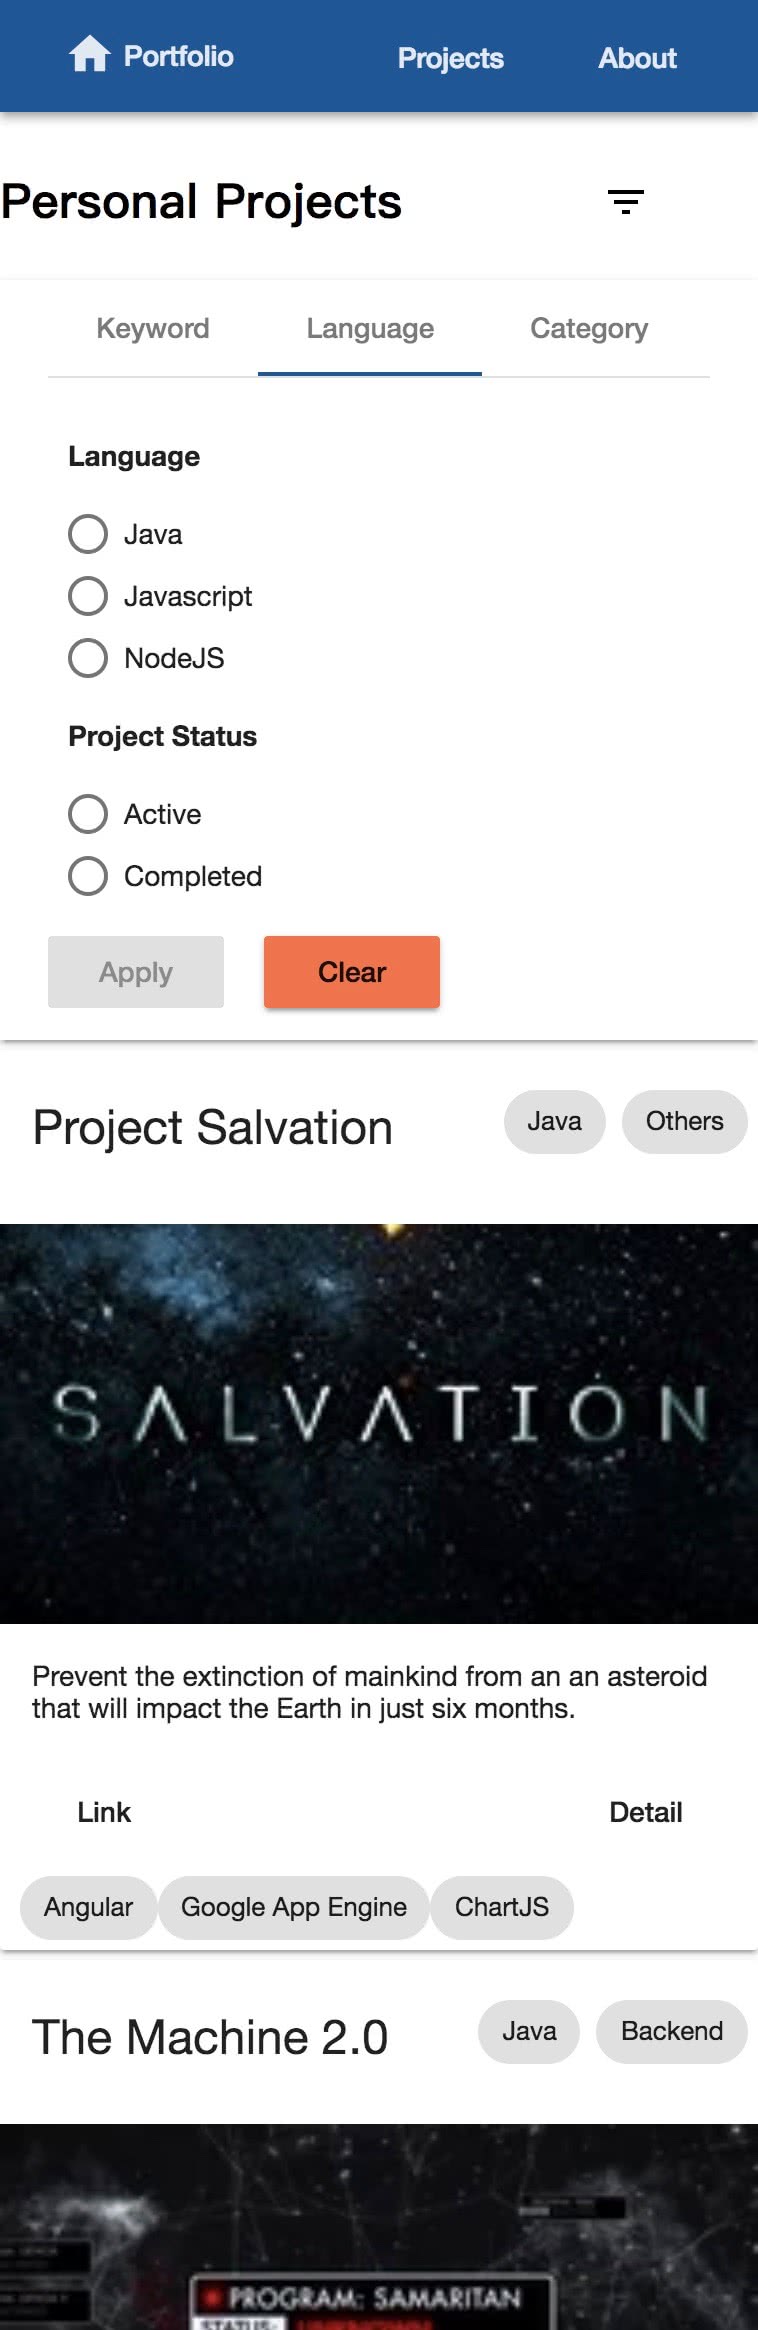 Portfolio Projects About
Personal Projects
Keyword Language Category
Language
Java
Javascript
NodeJS
Project Status
Active
Completed
Apply Clear
Project Salvation Java Others
SALVATION
Prevent the extinction of mainkind from an an asteroid
that will impact the Earth in just six months.
Link Detail
Angular Google App Engine ChartJS
The Machine 2.0 Java Backend
PROGRAM: SAMARITAN
STATUS: